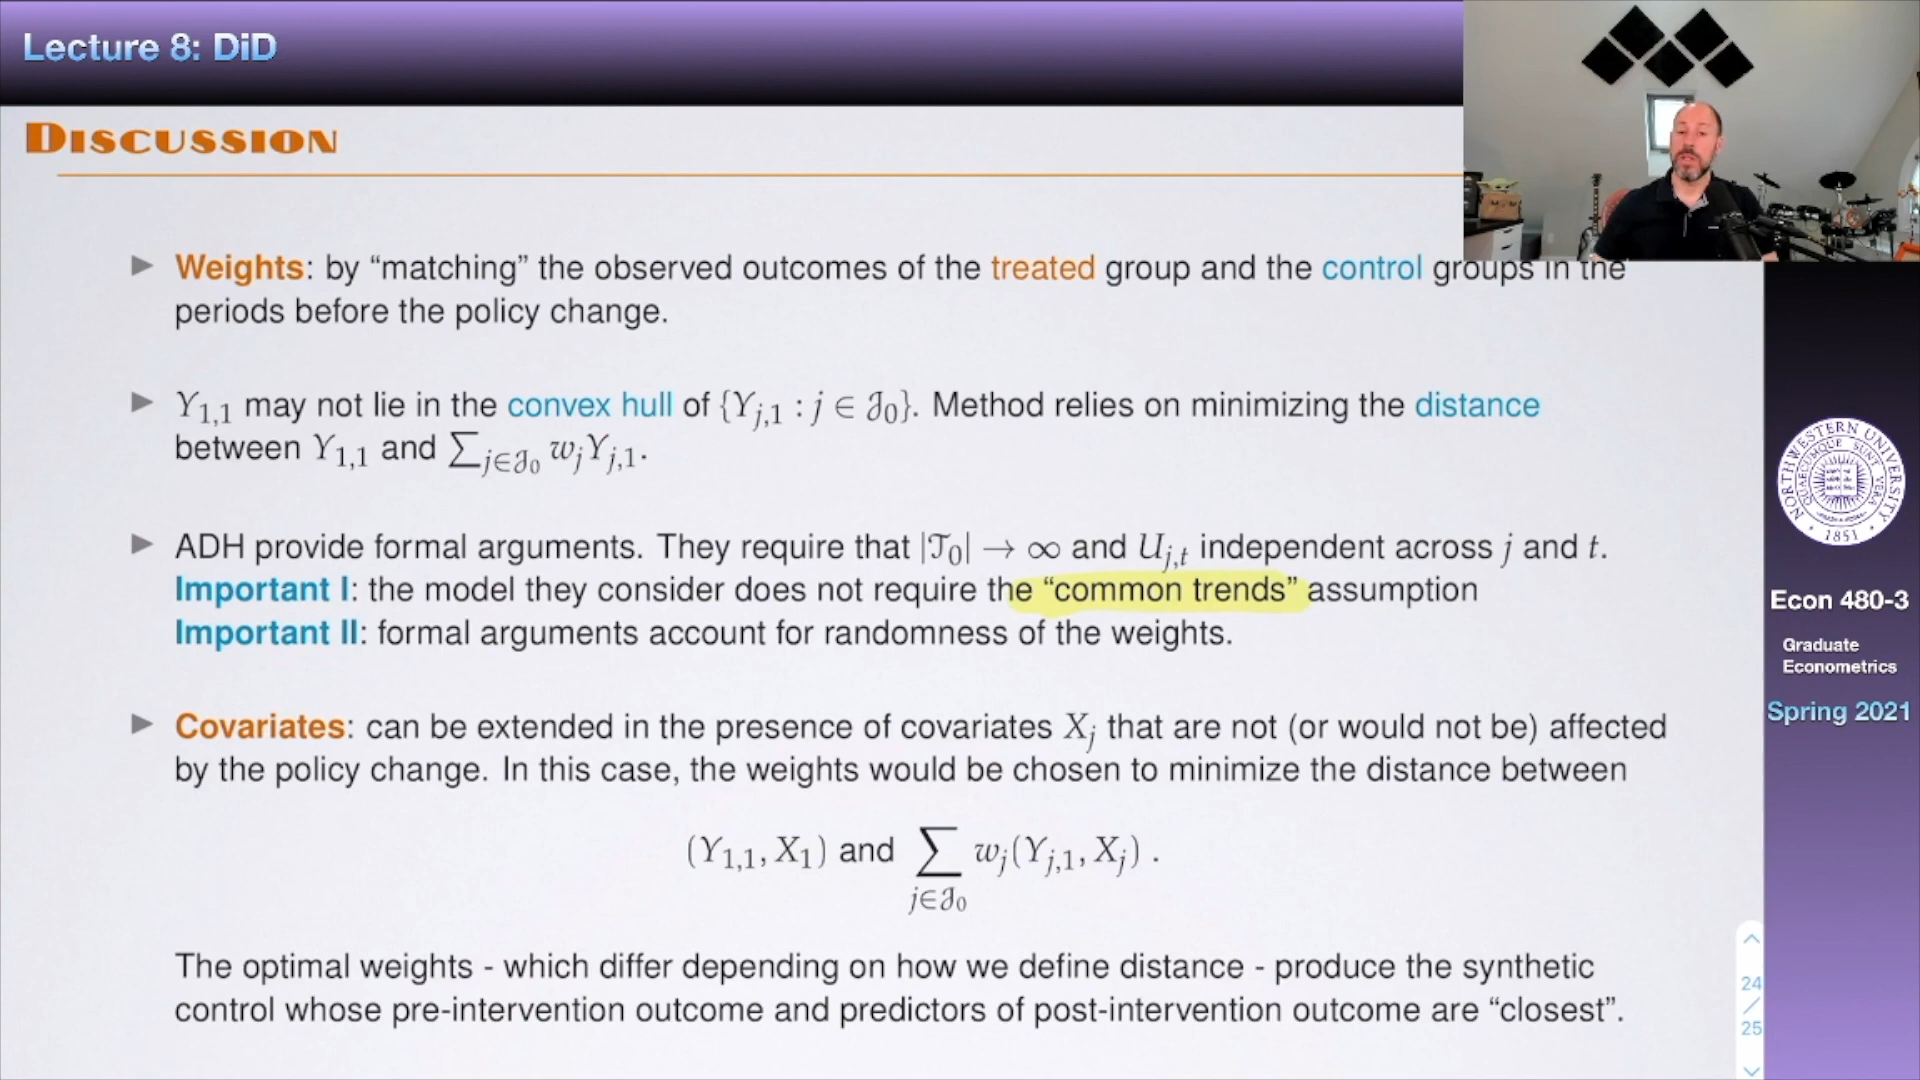 Lecture 8: DiD
DISCUSSION
Weights: by “matching” the observed outcomes of the treated group and the control groups in the
periods before the policy change.
Y1,1 may not lie in the convex hull of {Yj,1 : j ∈ 𝒥0}. Method relies on minimizing the distance
between Y1,1 and ∑j∈𝒥0 wjYj,1.
ADH provide formal arguments. They require that |𝒯0| → ∞ and Uj,t independent across j and t.
Important I: the model they consider does not require the “common trends” assumption
Important II: formal arguments account for randomness of the weights.
Covariates: can be extended in the presence of covariates Xj that are not (or would not be) affected
by the policy change. In this case, the weights would be chosen to minimize the distance between
(Y1,1, X1) and ∑j∈𝒥0 wj(Yj,1, Xj) .
The optimal weights - which differ depending on how we define distance - produce the synthetic
control whose pre-intervention outcome and predictors of post-intervention outcome are “closest”.
NORTHWESTERN UNIVERSITY
QUAECUMQUE SUNT VERA
1851
Econ 480-3
Graduate
Econometrics
Spring 2021
24
/
25